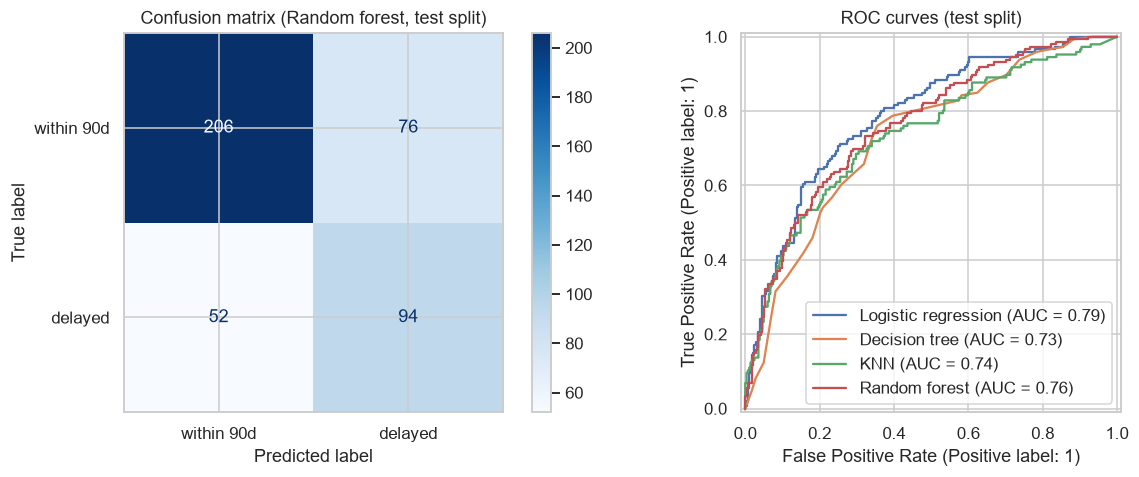 Confusion matrix (Random forest, test split)
True label
within 90d
delayed
206
76
52
94
within 90d
delayed
Predicted label
200
180
160
140
120
100
80
60
ROC curves (test split)
True Positive Rate (Positive label: 1)
1.0
0.8
0.6
0.4
0.2
0.0
Logistic regression (AUC = 0.79)
Decision tree (AUC = 0.73)
KNN (AUC = 0.74)
Random forest (AUC = 0.76)
0.0
0.2
0.4
0.6
0.8
1.0
False Positive Rate (Positive label: 1)